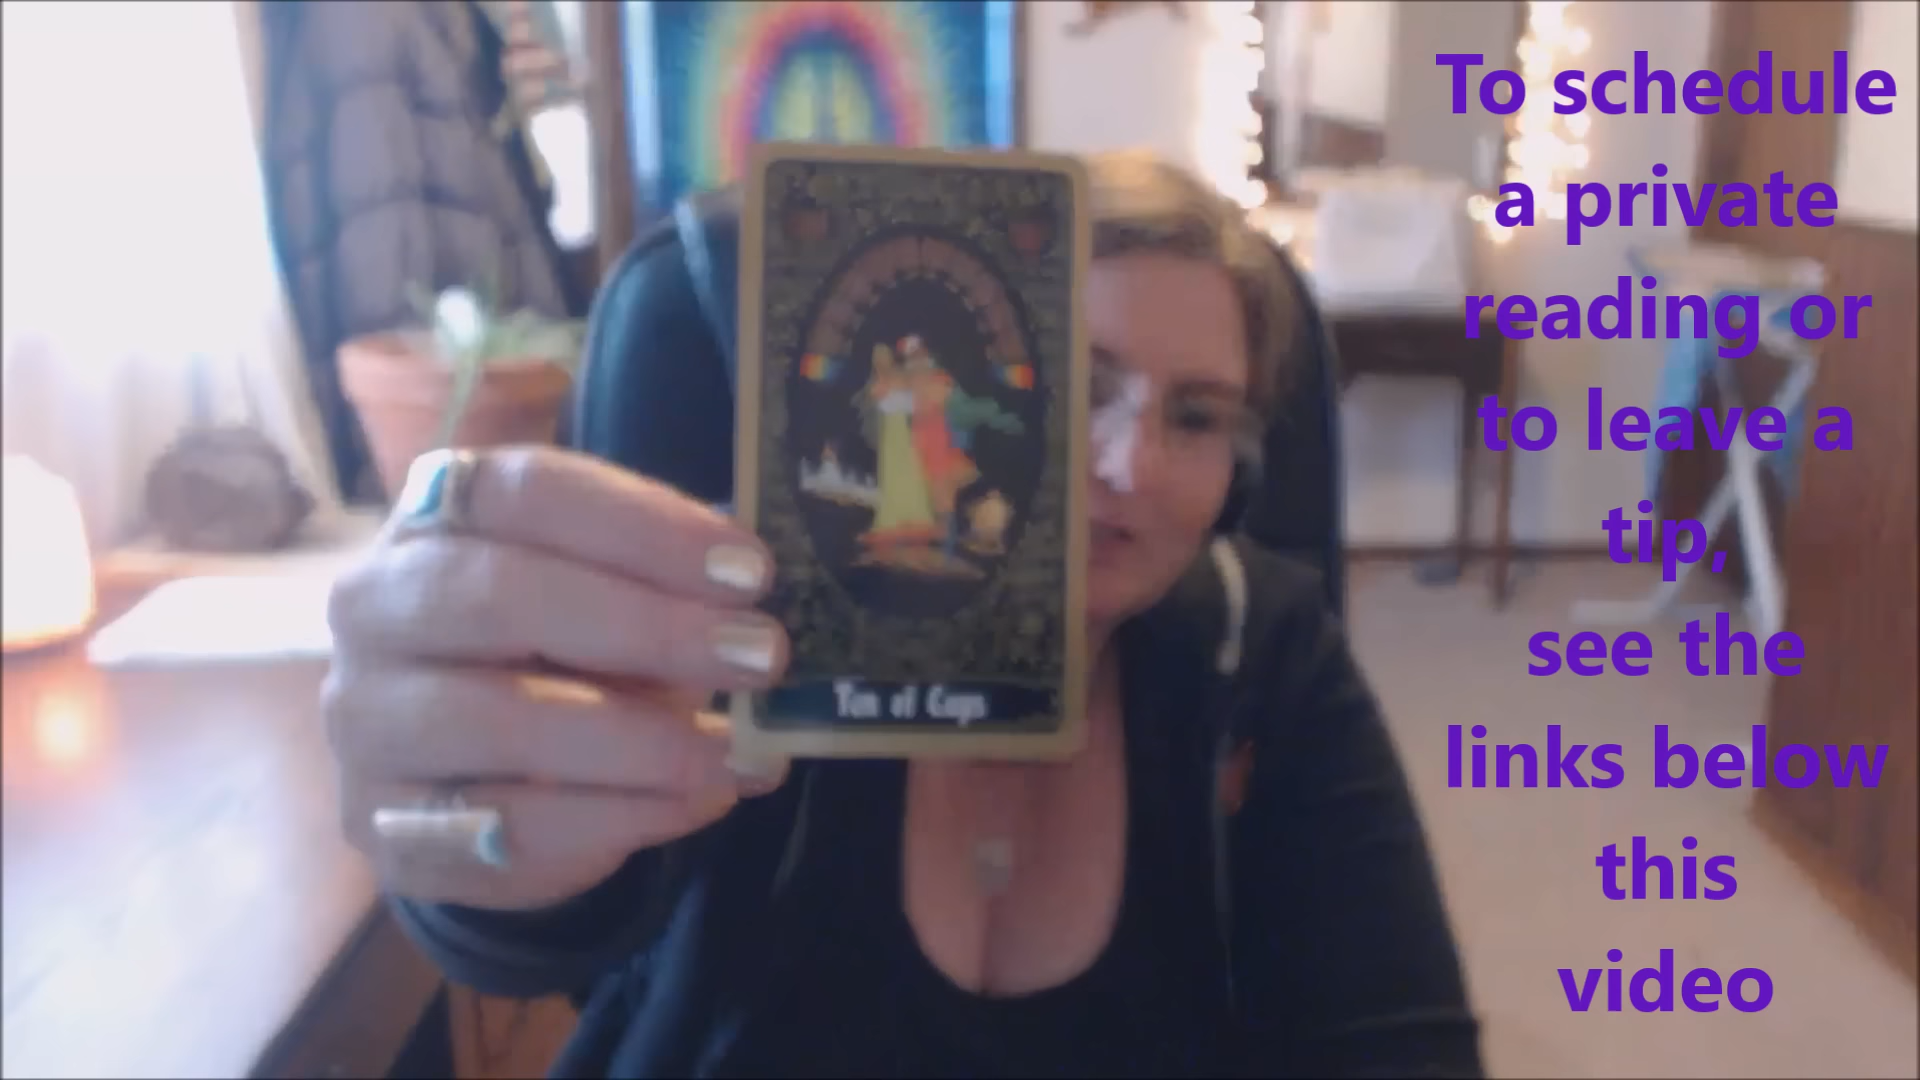 To schedule
a private
reading or
to leave a
tip,
see the
links below
this
video
Ten of Cups